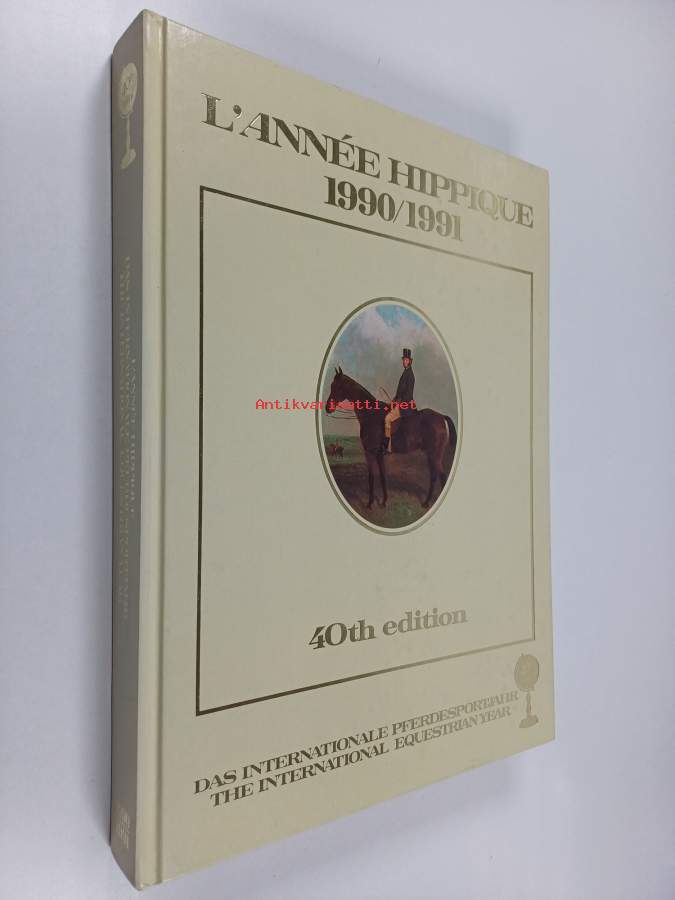 L'ANNÉE HIPPIQUE
1990/1991
Antikvariaatti.net
40th edition
DAS INTERNATIONALE PFERDESPORTJAHR
THE INTERNATIONAL EQUESTRIAN YEAR